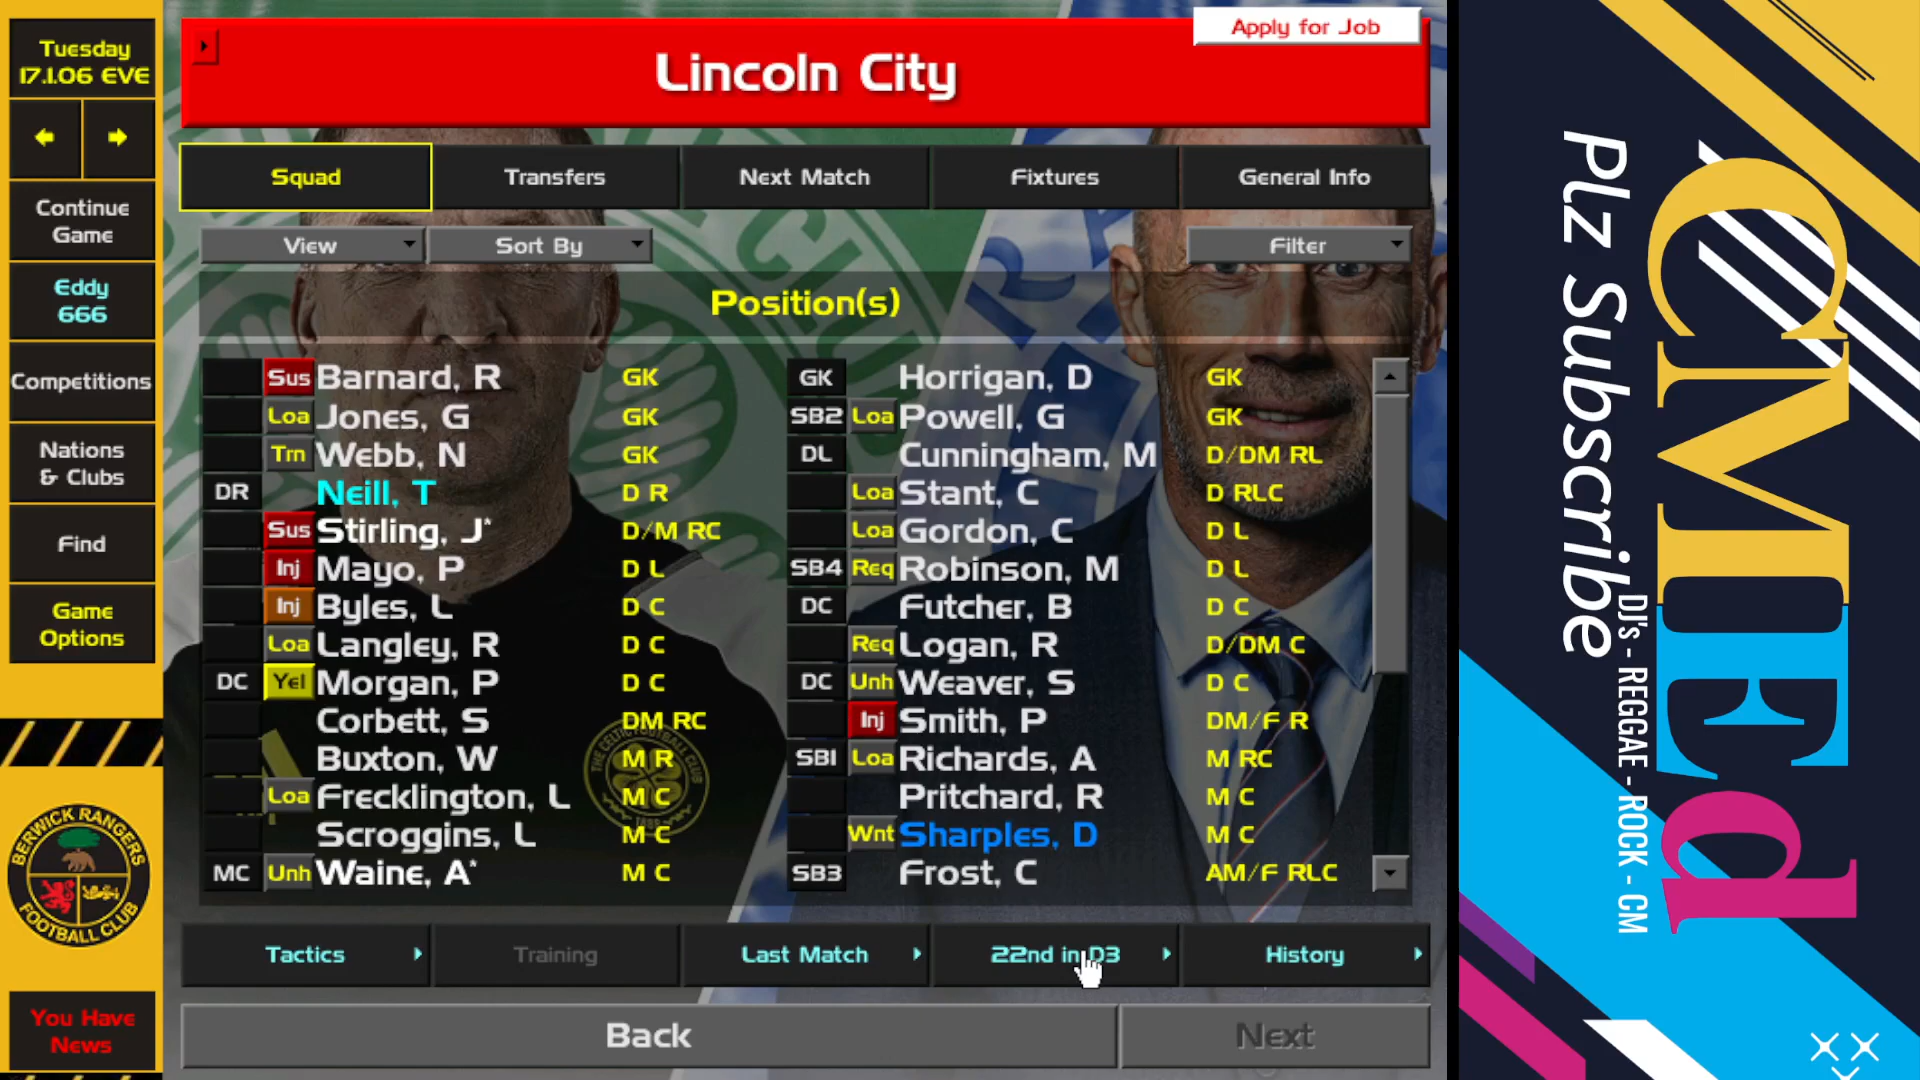 Tuesday
17.1.06 EVE
Continue
Game
Eddy
666
Competitions
Nations
& Clubs
Find
Game
Options
BERWICK RANGERS
FOOTBALL CLUB
You Have
News
Apply for Job
Lincoln City
Squad Transfers Next Match Fixtures General Info
View Sort By Filter
Position(s)
Sus Barnard, R GK
Loa Jones, G GK
Trn Webb, N GK
DR Neill, T D R
Sus Stirling, J* D/M RC
Inj Mayo, P D L
Inj Byles, L D C
Loa Langley, R D C
DC Yel Morgan, P D C
Corbett, S DM RC
Buxton, W M R
Loa Frecklington, L M C
Scroggins, L M C
MC Unh Waine, A* M C
GK Horrigan, D GK
SB2 Loa Powell, G GK
DL Cunningham, M D/DM RL
Loa Stant, C D RLC
Loa Gordon, C D L
SB4 Req Robinson, M D L
DC Futcher, B D C
Req Logan, R D/DM C
DC Unh Weaver, S D C
Inj Smith, P DM/F R
SB1 Loa Richards, A M RC
Pritchard, R M C
Wnt Sharples, D M C
SB3 Frost, C AM/F RLC
THE CELTIC FOOTBALL CLUB
1888
Tactics Training Last Match 22nd in D3 History
Back Next
CMEd
Plz Subscribe
DJ's - REGGAE - ROCK - CM